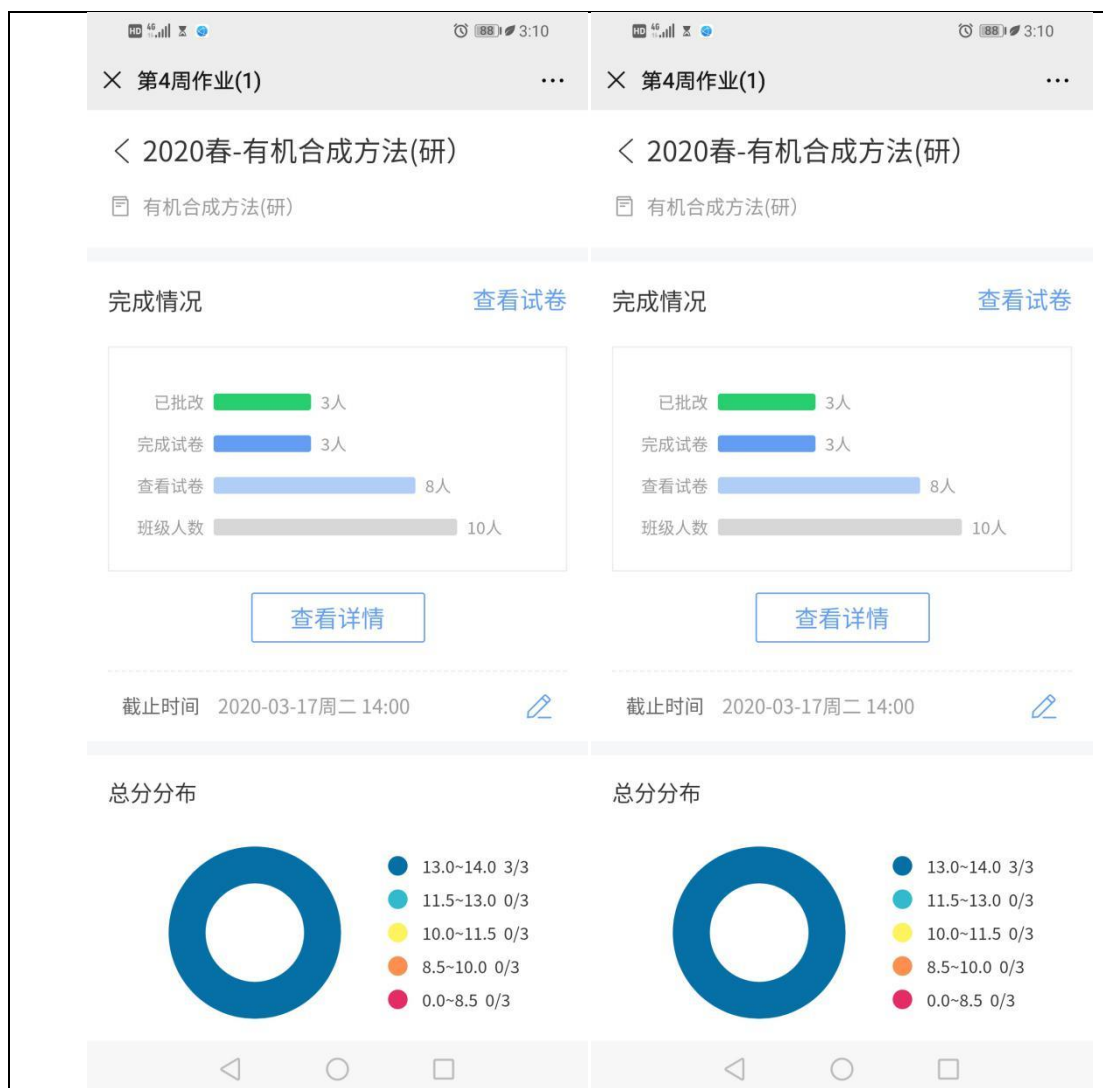 HD 4G 88 3:10
× 第4周作业(1) ...
< 2020春-有机合成方法(研）
有机合成方法(研）
完成情况 查看试卷
已批改 3人
完成试卷 3人
查看试卷 8人
班级人数 10人
查看详情
截止时间 2020-03-17周二 14:00
总分分布
13.0~14.0 3/3
11.5~13.0 0/3
10.0~11.5 0/3
8.5~10.0 0/3
0.0~8.5 0/3
HD 4G 88 3:10
× 第4周作业(1) ...
< 2020春-有机合成方法(研）
有机合成方法(研）
完成情况 查看试卷
已批改 3人
完成试卷 3人
查看试卷 8人
班级人数 10人
查看详情
截止时间 2020-03-17周二 14:00
总分分布
13.0~14.0 3/3
11.5~13.0 0/3
10.0~11.5 0/3
8.5~10.0 0/3
0.0~8.5 0/3